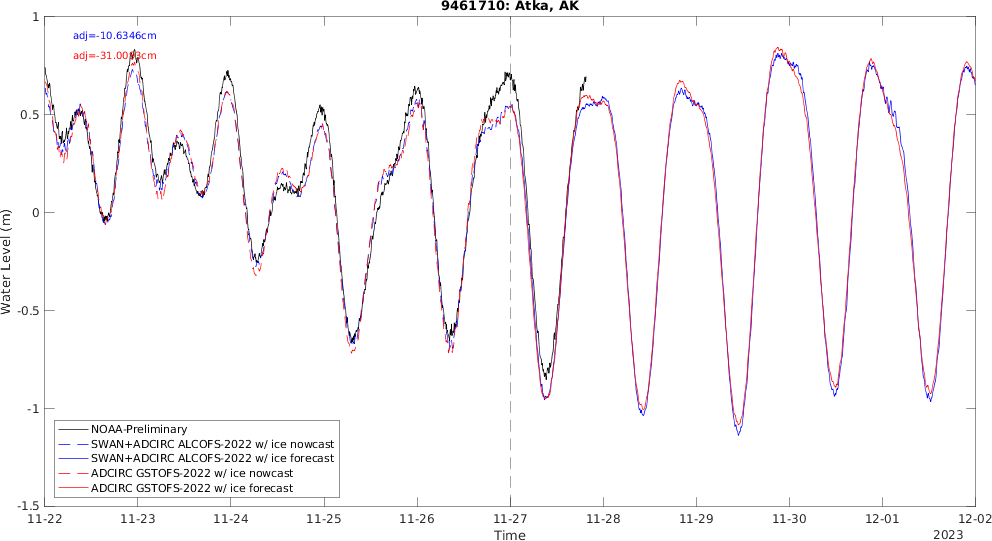 9461710: Atka, AK
adj=-10.6346cm
Water Level (m)
1
0.5
0
-0.5
-1
-1.5
NOAA-Preliminary
SWAN+ADCIRC ALCOFS-2022 w/ ice nowcast
SWAN+ADCIRC ALCOFS-2022 w/ ice forecast
ADCIRC GSTOFS-2022 w/ ice nowcast
ADCIRC GSTOFS-2022 w/ ice forecast
11-22 11-23 11-24 11-25 11-26 11-27 11-28 11-29 11-30 12-01 12-02
Time
2023